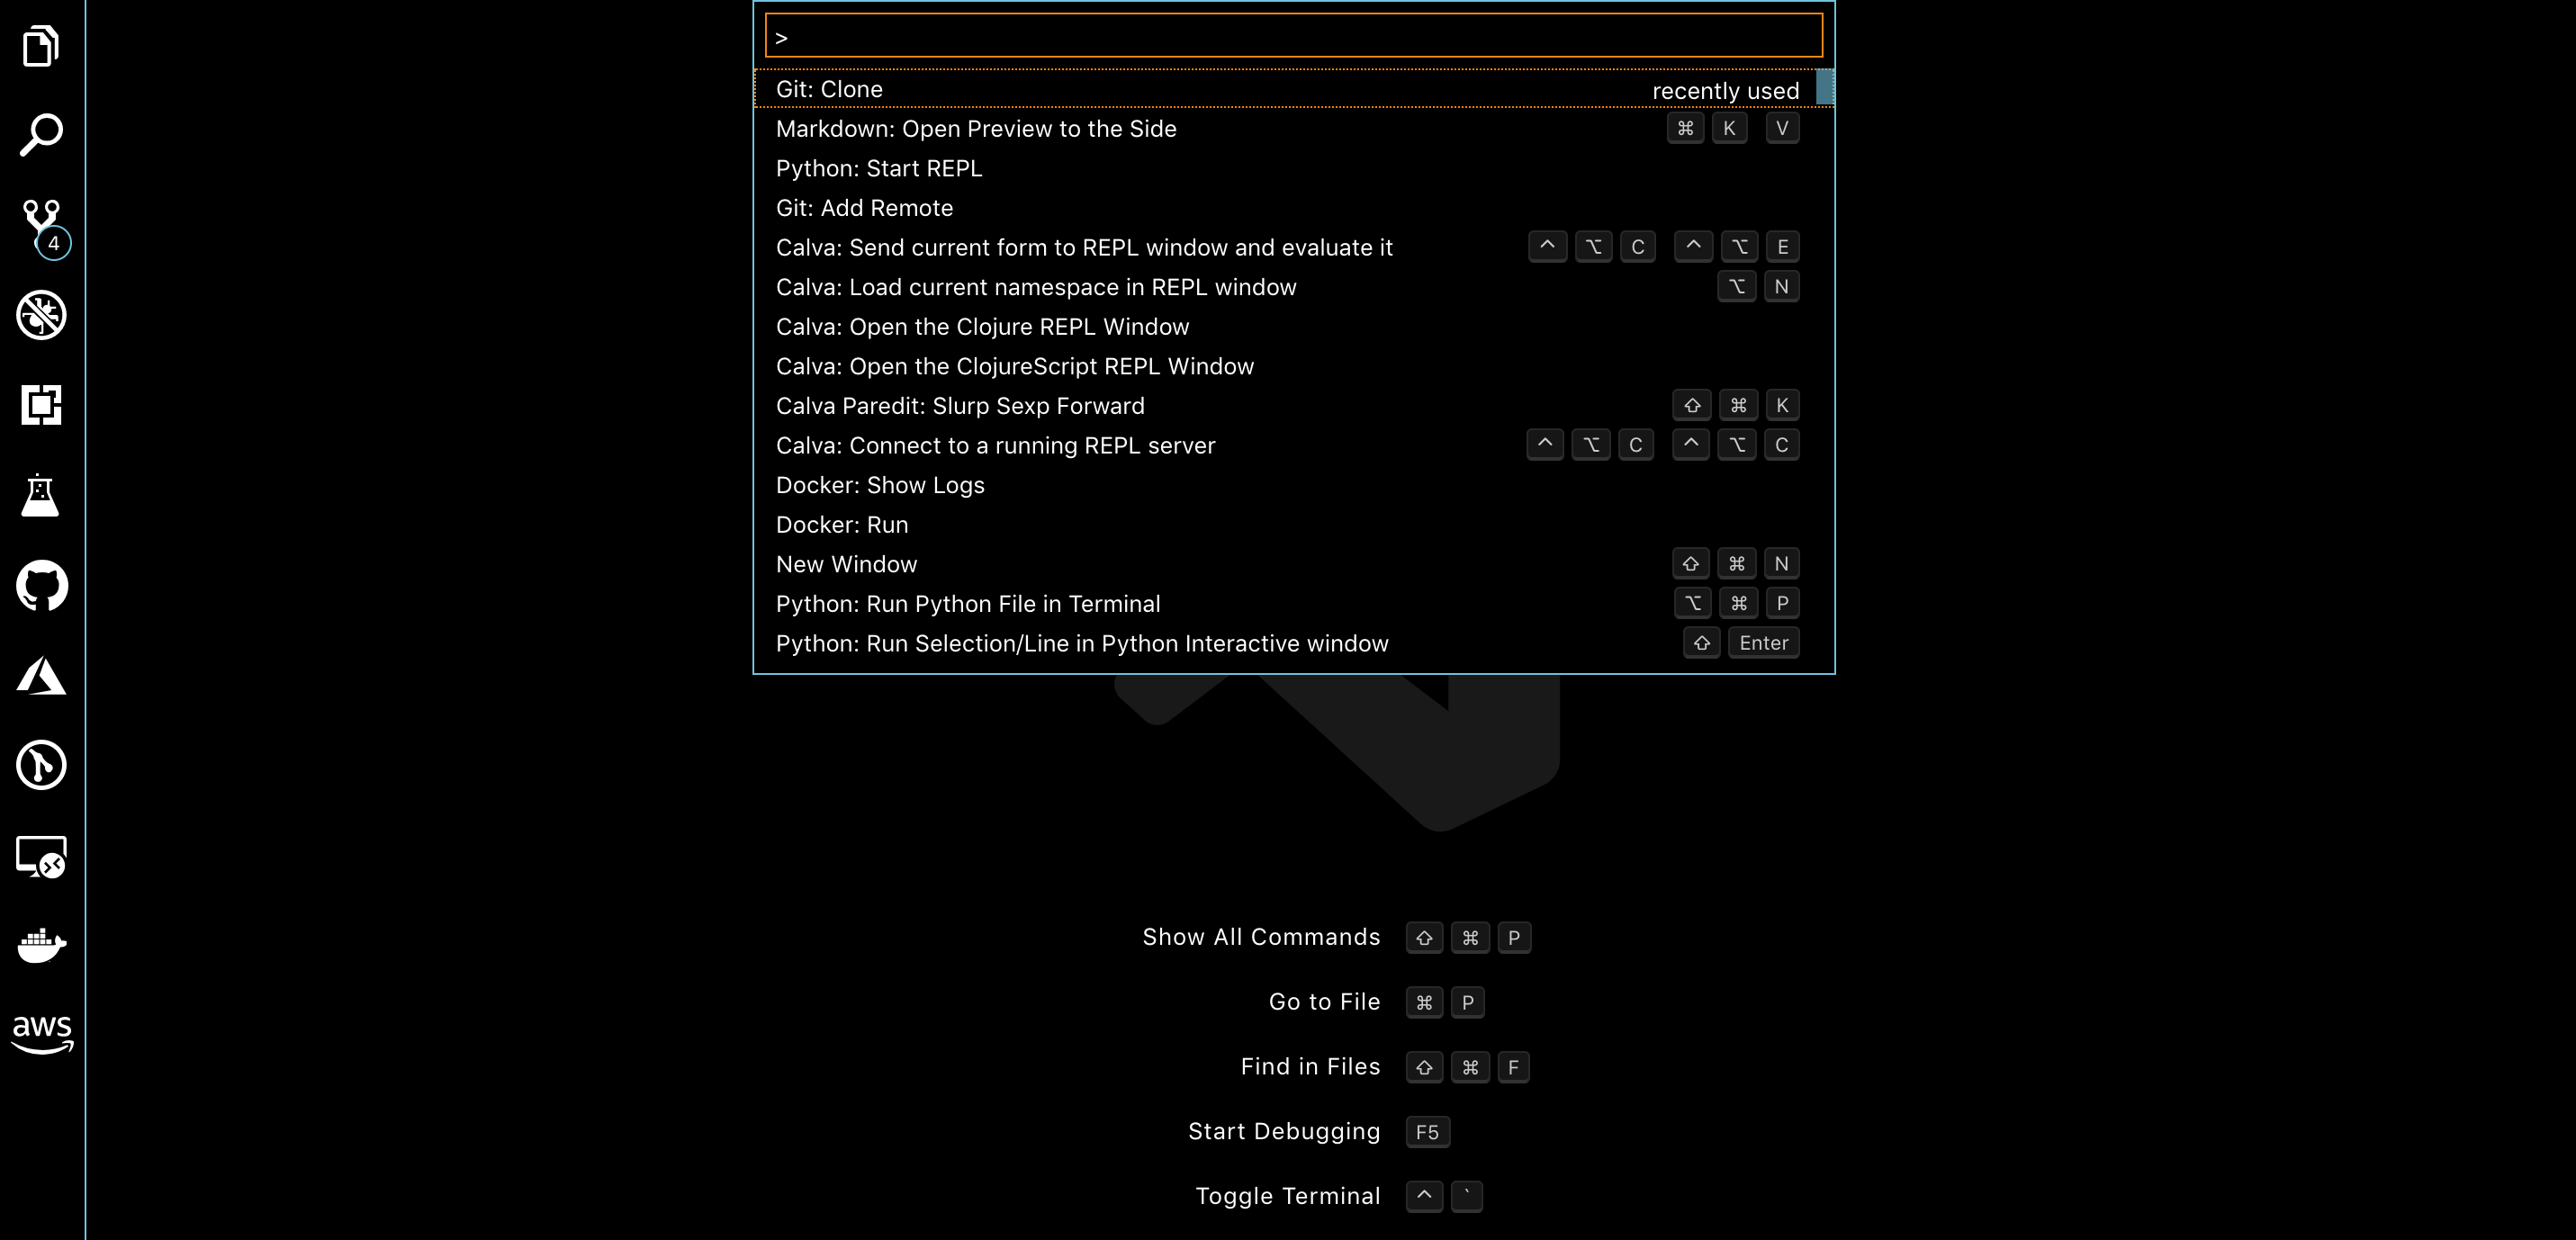 >
Git: Clone recently used
Markdown: Open Preview to the Side ⌘ K V
Python: Start REPL
Git: Add Remote
Calva: Send current form to REPL window and evaluate it ^ ⌥ C ^ ⌥ E
Calva: Load current namespace in REPL window ⌥ N
Calva: Open the Clojure REPL Window
Calva: Open the ClojureScript REPL Window
Calva Paredit: Slurp Sexp Forward ⇧ ⌘ K
Calva: Connect to a running REPL server ^ ⌥ C ^ ⌥ C
Docker: Show Logs
Docker: Run
New Window ⇧ ⌘ N
Python: Run Python File in Terminal ⌥ ⌘ P
Python: Run Selection/Line in Python Interactive window ⇧ Enter
4
aws
Show All Commands ⇧ ⌘ P
Go to File ⌘ P
Find in Files ⇧ ⌘ F
Start Debugging F5
Toggle Terminal ^ `